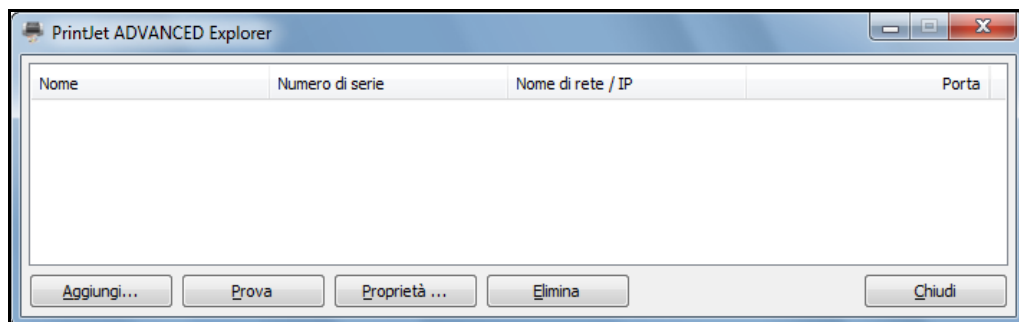 PrintJet ADVANCED Explorer
Nome Numero di serie Nome di rete / IP Porta
Aggiungi... Prova Proprietà ... Elimina Chiudi